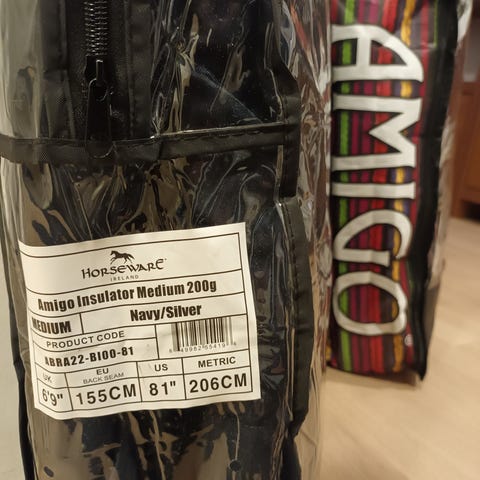 HORSEWARE
IRELAND
Amigo Insulator Medium 200g
MEDIUM Navy/Silver
PRODUCT CODE
ABRA22-BI00-81
UK EU BACK SEAM US METRIC
6'9" 155CM 81" 206CM
AMIGO